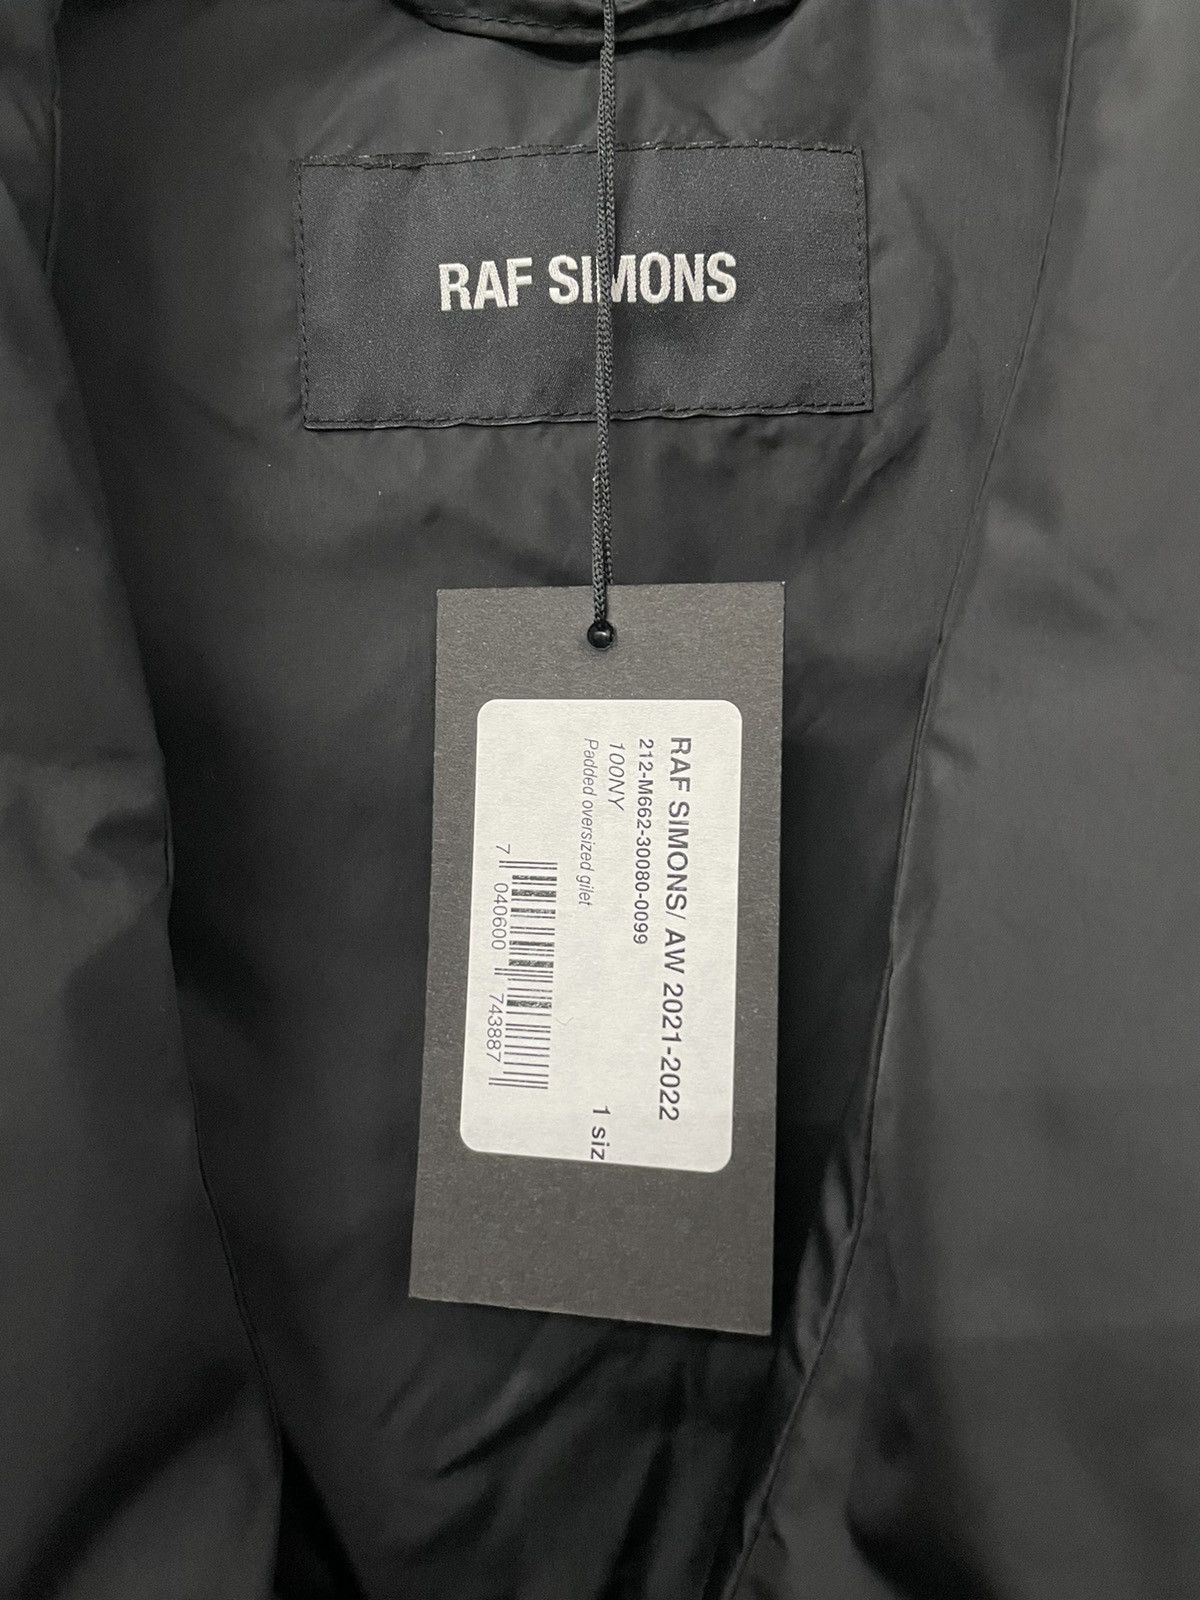 RAF SIMONS
RAF SIMONS/ AW 2021-2022
212-M662-30080-0099
100NY
Padded oversized gilet
1 siz
7 040600 743887